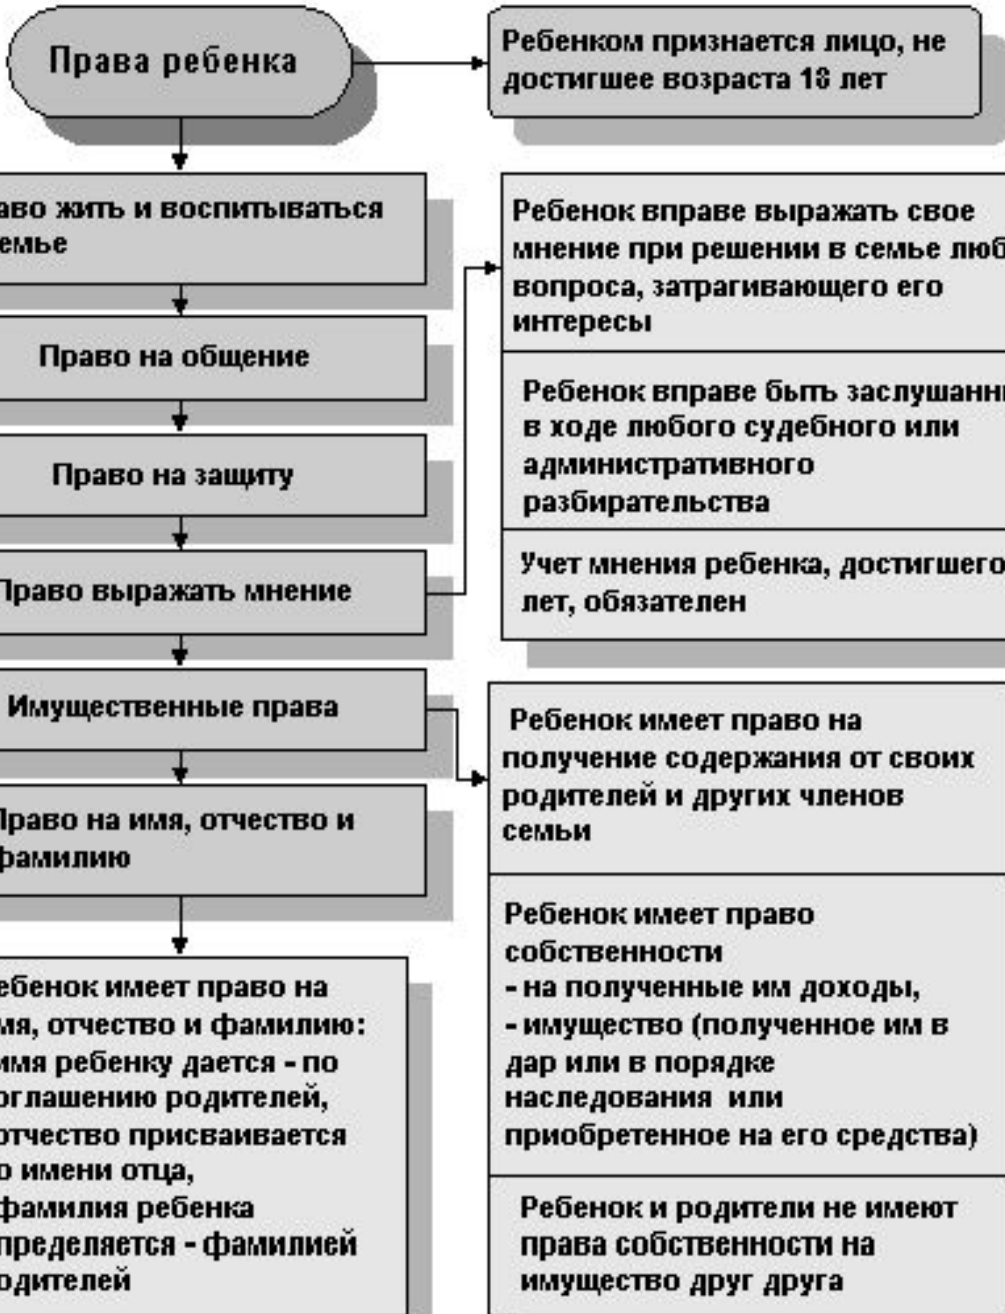 Права ребенка
Ребенком признается лицо, не
достигшее возраста 18 лет
аво жить и воспитываться
емье
Право на общение
Право на защиту
Право выражать мнение
Имущественные права
Право на имя, отчество и
фамилию
ебенок имеет право на
мя, отчество и фамилию:
имя ребенку дается - по
оглашению родителей,
отчество присваивается
о имени отца,
фамилия ребенка
пределяется - фамилией
одителей
Ребенок вправе выражать свое
мнение при решении в семье люб
вопроса, затрагивающего его
интересы
Ребенок вправе быть заслушанн
в ходе любого судебного или
административного
разбирательства
Учет мнения ребенка, достигшего
лет, обязателен
Ребенок имеет право на
получение содержания от своих
родителей и других членов
семьи
Ребенок имеет право
собственности
- на полученные им доходы,
- имущество (полученное им в
дар или в порядке
наследования или
приобретенное на его средства)
Ребенок и родители не имеют
права собственности на
имущество друг друга